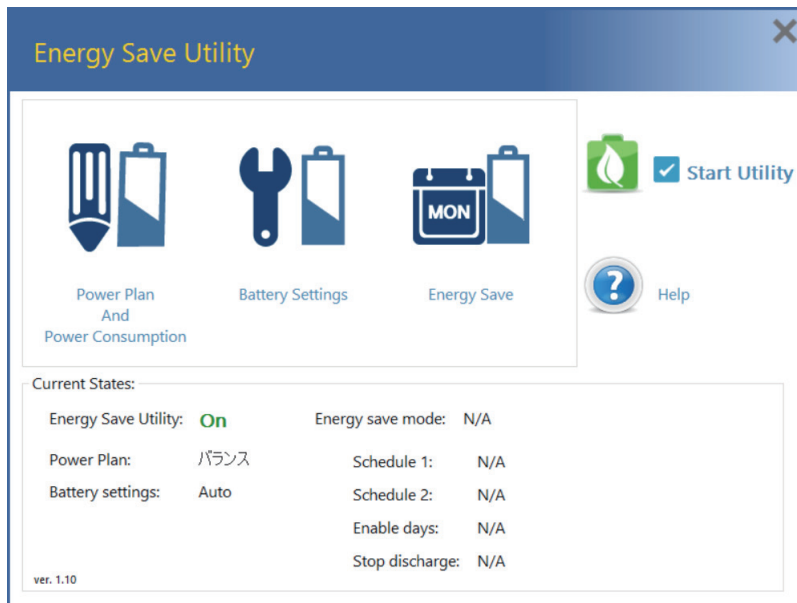 Energy Save Utility
MON
Power Plan
And
Power Consumption
Battery Settings
Energy Save
Start Utility
?
Help
Current States:
Energy Save Utility: On
Energy save mode: N/A
Power Plan: バランス
Schedule 1: N/A
Battery settings: Auto
Schedule 2: N/A
Enable days: N/A
Stop discharge: N/A
ver. 1.10